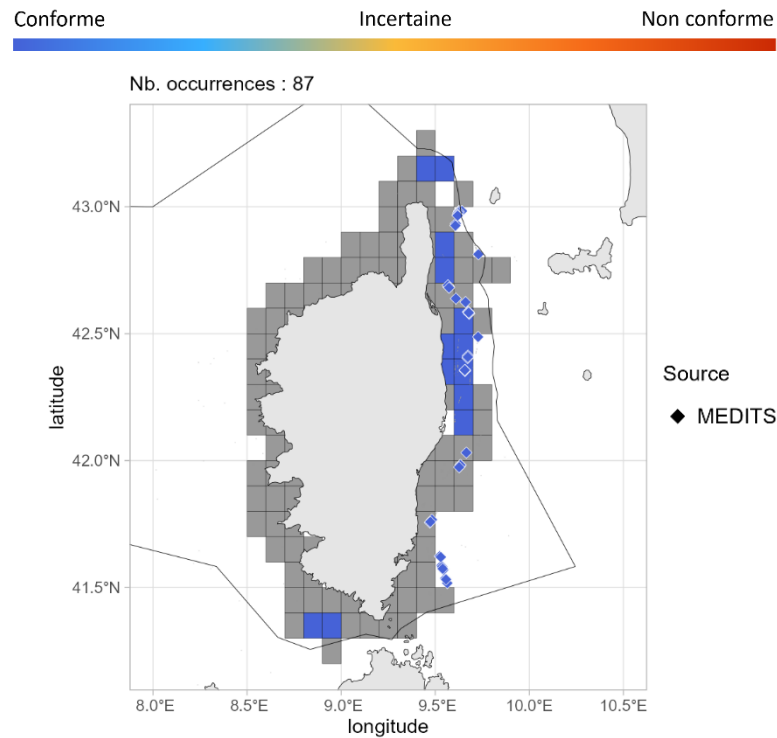 Conforme Incertaine Non conforme
Nb. occurrences : 87
43.0°N
42.5°N
42.0°N
41.5°N
latitude
8.0°E 8.5°E 9.0°E 9.5°E 10.0°E 10.5°E
longitude
Source
MEDITS